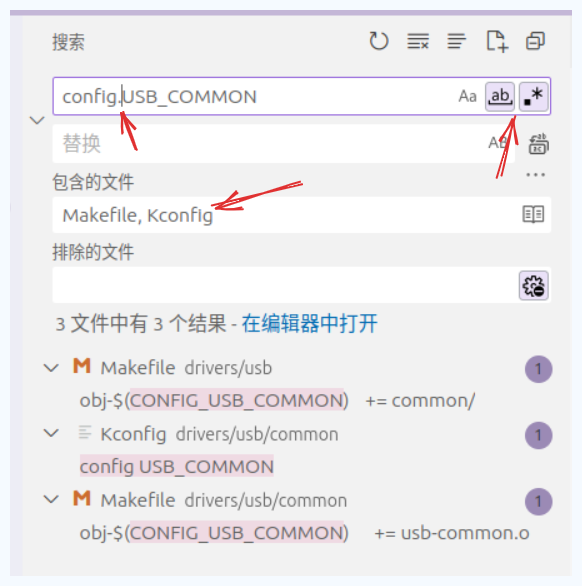 搜索
config.USB_COMMON
Aa
ab
.*
替换
AB
包含的文件
...
Makefile, Kconfig
排除的文件
3 文件中有 3 个结果 - 在编辑器中打开
Makefile drivers/usb 1
obj-$(CONFIG_USB_COMMON) += common/
Kconfig drivers/usb/common 1
config USB_COMMON
Makefile drivers/usb/common 1
obj-$(CONFIG_USB_COMMON) += usb-common.o